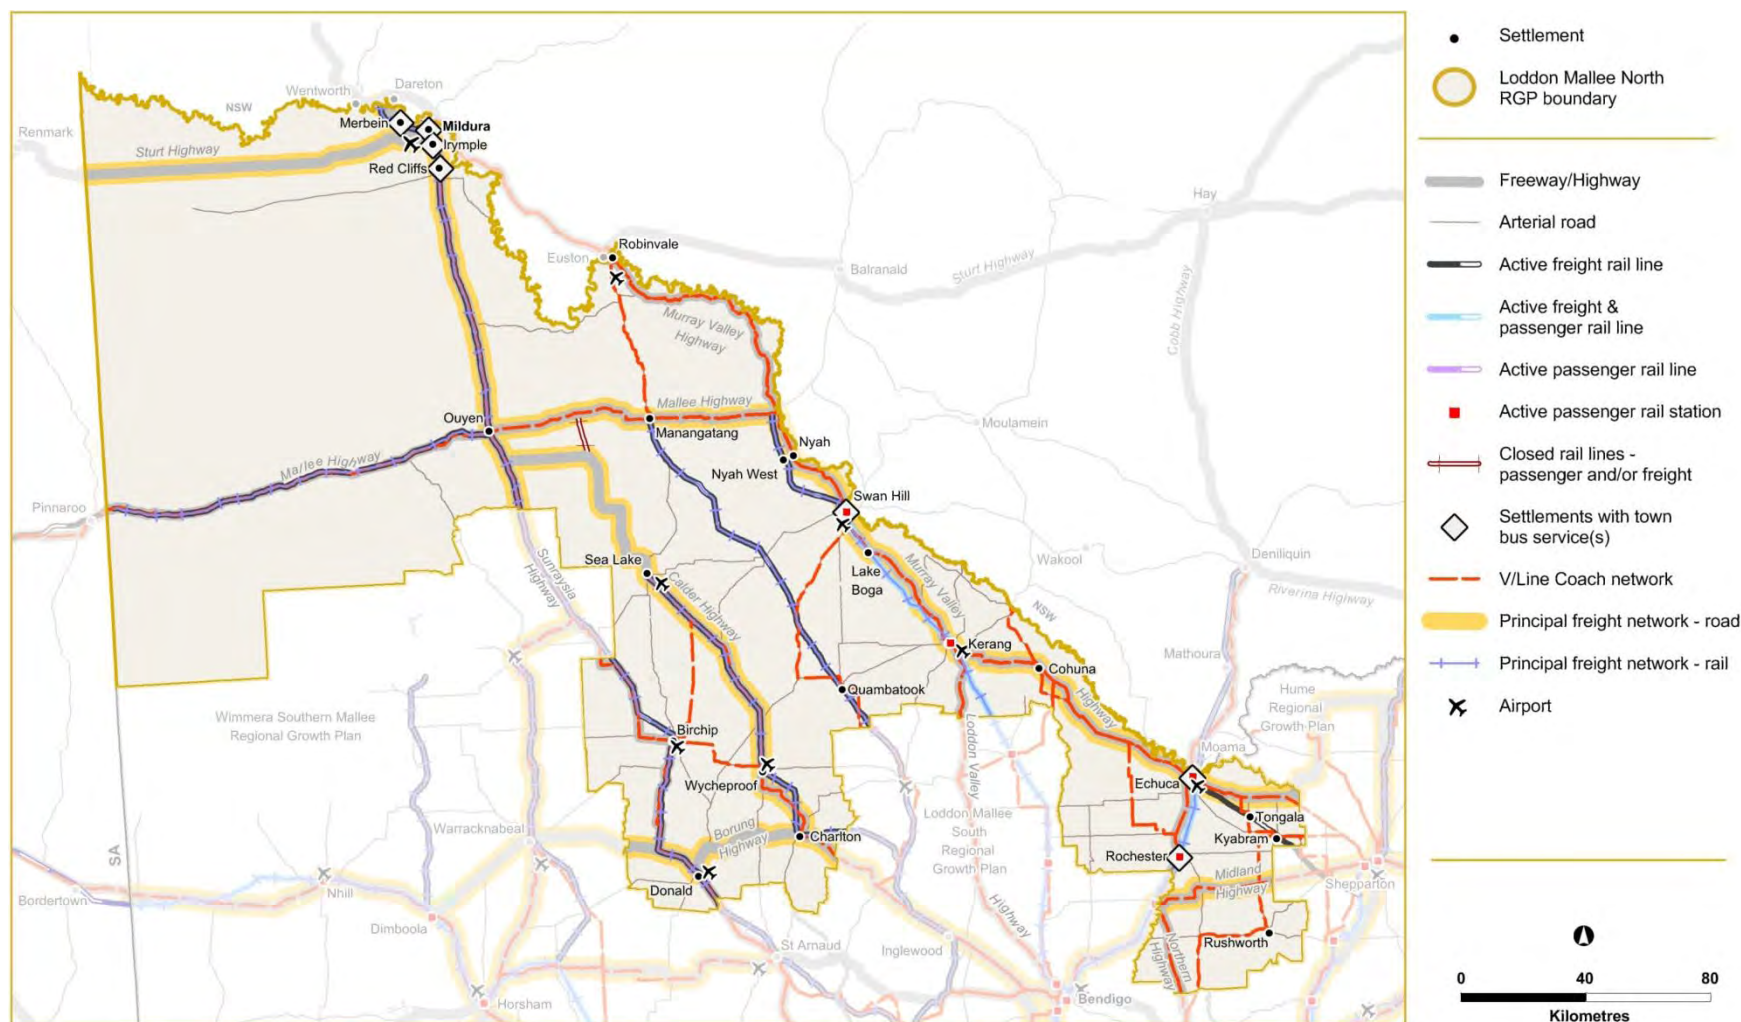 Dareton
Wentworth
NSW
Merbein
Mildura
Renmark
Irymple
Sturt Highway
Red Cliffs
Hay
Robinvale
Euston
Balranald
Sturt Highway
Murray Valley
Highway
Cobb Highway
Mallee Highway
Ouyen
Manangatang
Moulamein
Nyah
Mallee Highway
Nyah West
Swan Hill
Pinnaroo
Sea Lake
Sunraysia
Highway
Calder Highway
Lake
Boga
Murray Valley
Wakool
Deniliquin
NSW
Riverina Highway
Kerang
Cohuna
Mathoura
Quambatook
Highway
Hume
Regional
Growth Plan
Wimmera Southern Mallee
Regional Growth Plan
Birchip
Loddon Valley
Moama
Wycheproof
Echuca
Loddon Mallee
South
Regional
Growth Plan
Tongala
Warracknabeal
Borung
Highway
Charlton
Kyabram
SA
Rochester
Midland
Highway
Shepparton
Donald
Bordertown
Nhill
Dimboola
Highway
St Arnaud
Inglewood
Rushworth
Northern
Highway
Horsham
Bendigo
Settlement
Loddon Mallee North
RGP boundary
Freeway/Highway
Arterial road
Active freight rail line
Active freight &
passenger rail line
Active passenger rail line
Active passenger rail station
Closed rail lines -
passenger and/or freight
Settlements with town
bus service(s)
V/Line Coach network
Principal freight network - road
Principal freight network - rail
Airport
0 40 80
Kilometres